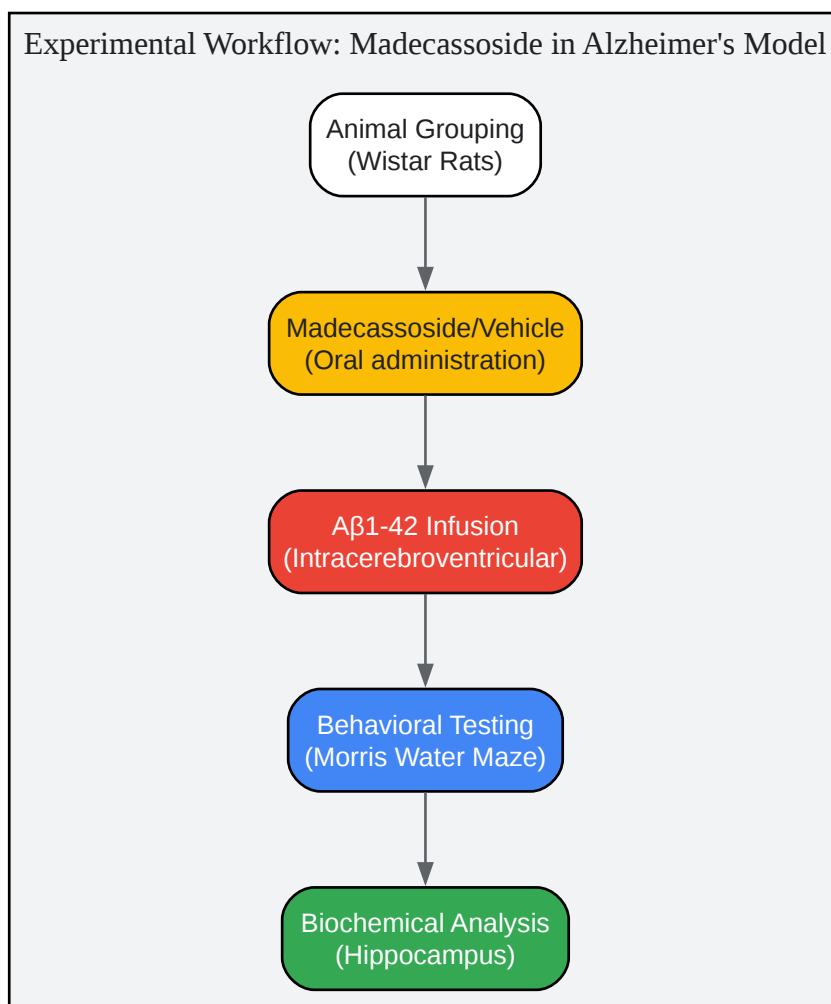 Experimental Workflow: Madecassoside in Alzheimer's Model
Animal Grouping
(Wistar Rats)
Madecassoside/Vehicle
(Oral administration)
Aβ1-42 Infusion
(Intracerebroventricular)
Behavioral Testing
(Morris Water Maze)
Biochemical Analysis
(Hippocampus)